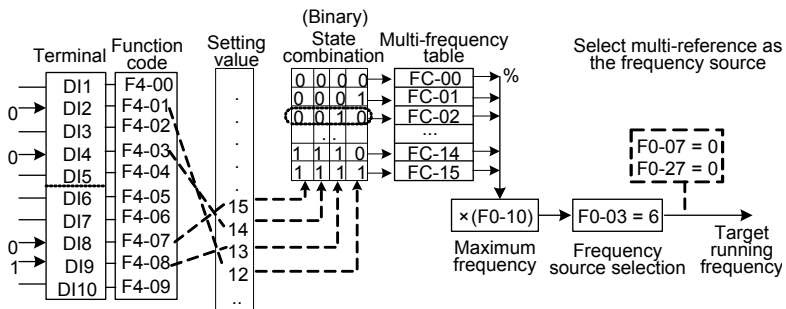 (Binary)
Terminal
Function code
Setting value
State combination
Multi-frequency table
Select multi-reference as the frequency source
DI1 F4-00
0 DI2 F4-01
DI3 F4-02
0 DI4 F4-03
DI5 F4-04
DI6 F4-05
DI7 F4-06
0 DI8 F4-07
1 DI9 F4-08
DI10 F4-09
.
.
.
.
.
.
15
14
13
12
..
0 0 0 0 FC-00 %
0 0 0 1 FC-01
0 0 1 0 FC-02
... ...
1 1 1 0 FC-14
1 1 1 1 FC-15
F0-07 = 0
F0-27 = 0
×(F0-10)
F0-03 = 6
Maximum frequency
Frequency source selection
Target running frequency